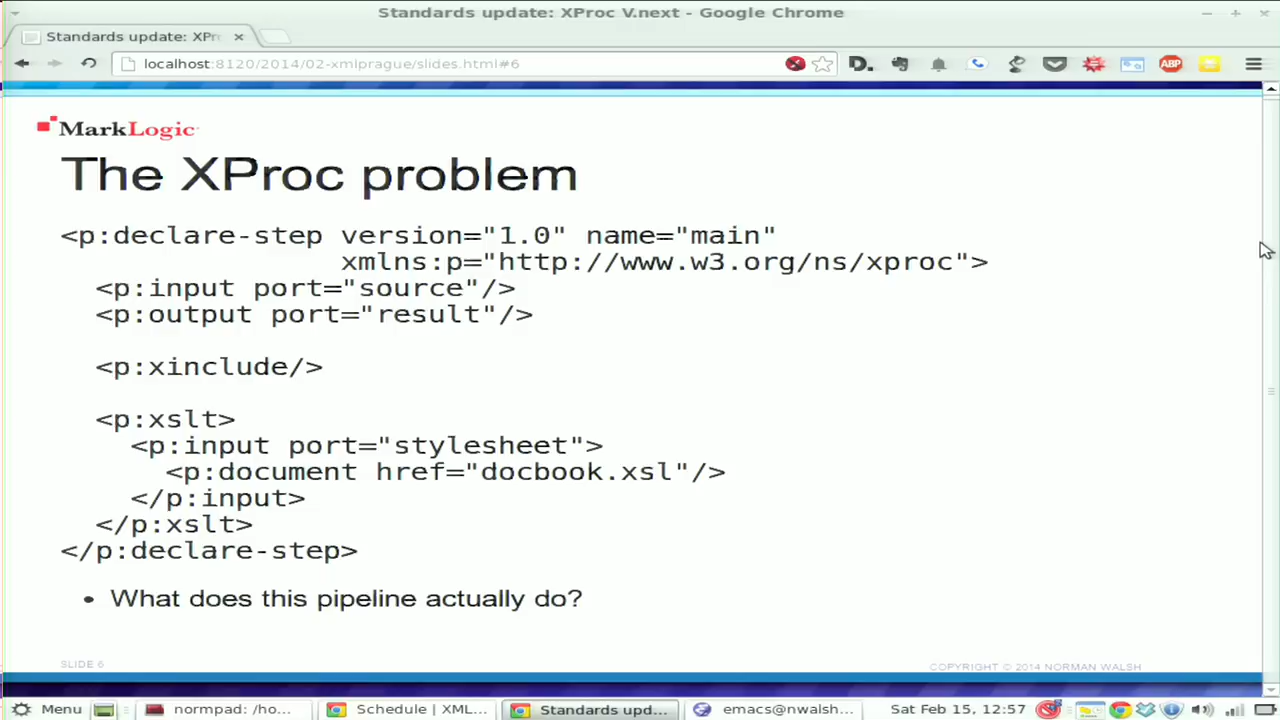 Standards update: XProc V.next - Google Chrome
Standards update: XPr
localhost:8120/2014/02-xmlprague/slides.html#6
D.
ABP
MarkLogic
The XProc problem
<p:declare-step version="1.0" name="main"
xmlns:p="http://www.w3.org/ns/xproc">
<p:input port="source"/>
<p:output port="result"/>
<p:xinclude/>
<p:xslt>
<p:input port="stylesheet">
<p:document href="docbook.xsl"/>
</p:input>
</p:xslt>
</p:declare-step>
• What does this pipeline actually do?
SLIDE 6
COPYRIGHT © 2014 NORMAN WALSH
Menu
normpad: /ho...
Schedule | XML...
Standards upd...
emacs@nwalsh...
Sat Feb 15, 12:57